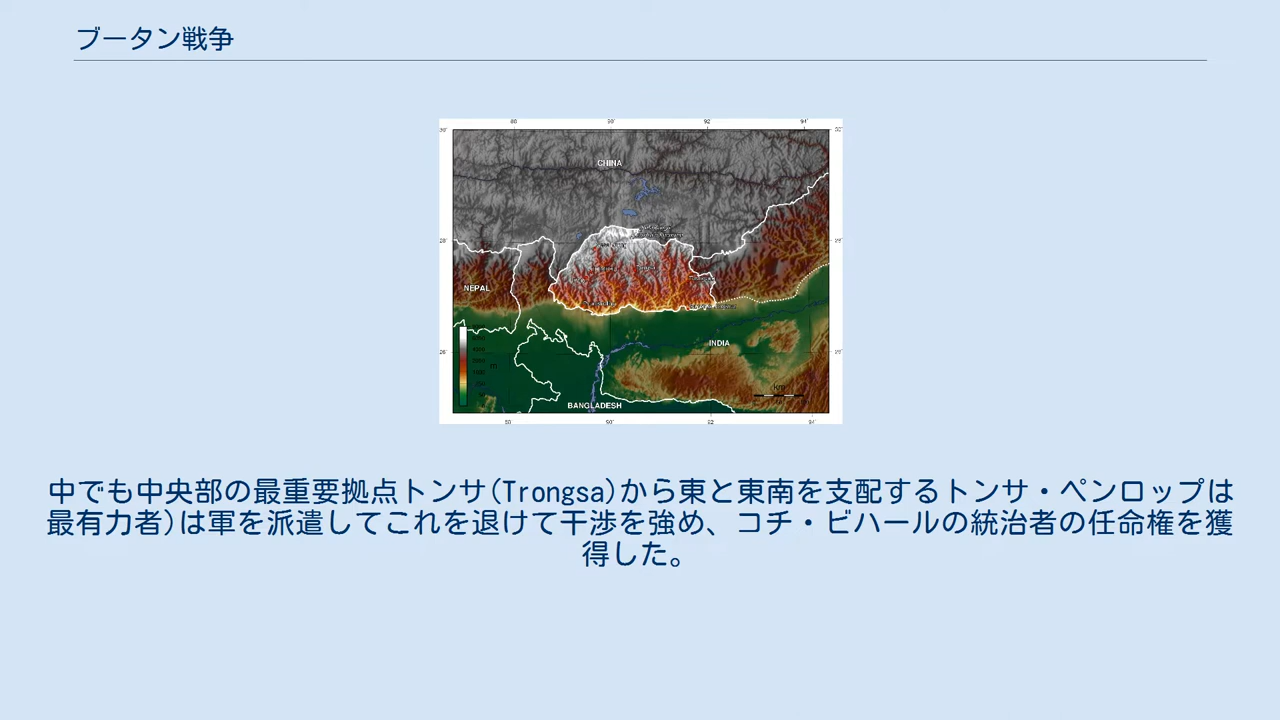 ブータン戦争
CHINA
NEPAL
INDIA
BANGLADESH
中でも中央部の最重要拠点トンサ(Trongsa)から東と東南を支配するトンサ・ペンロップは
最有力者)は軍を派遣してこれを退けて干渉を強め、コチ・ビハールの統治者の任命権を獲
得した。